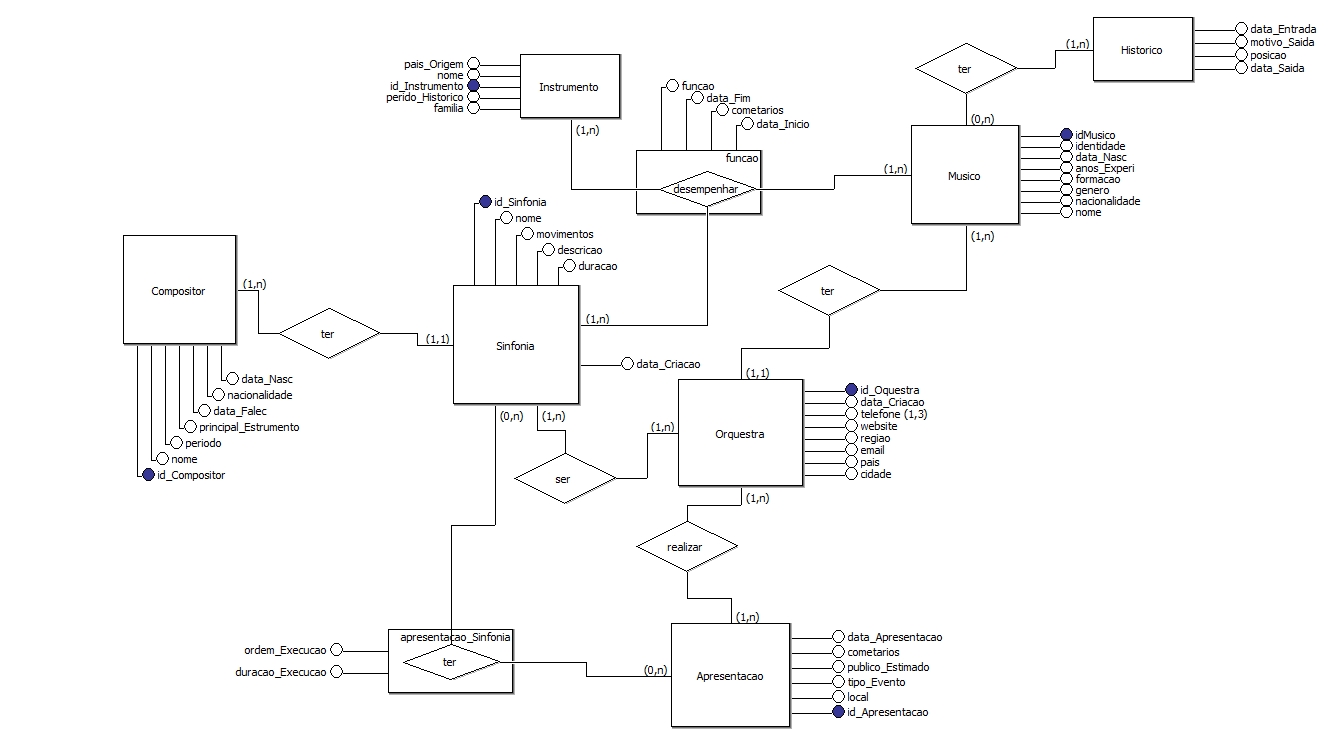 data_Entrada
motivo_Saida
posicao
data_Saida
Historico
(1,n)
ter
(0,n)
pais_Origem
nome
id_Instrumento
perido_Historico
familia
Instrumento
(1,n)
funcao
data_Fim
cometarios
data_Inicio
funcao
desempenhar
(1,n)
Musico
idMusico
identidade
data_Nasc
anos_Experi
formacao
genero
nacionalidade
nome
(1,n)
ter
(1,1)
id_Sinfonia
nome
movimentos
descricao
duracao
(1,n)
Sinfonia
data_Criacao
Compositor
(1,n)
ter
(1,1)
data_Nasc
nacionalidade
data_Falec
principal_Estrumento
periodo
nome
id_Compositor
(0,n)
(1,n)
ser
(1,n)
Orquestra
id_Oquestra
data_Criacao
telefone (1,3)
website
regiao
email
pais
cidade
(1,n)
realizar
(1,n)
apresentacao_Sinfonia
ordem_Execucao
duracao_Execucao
ter
(0,n)
Apresentacao
data_Apresentacao
cometarios
publico_Estimado
tipo_Evento
local
id_Apresentacao